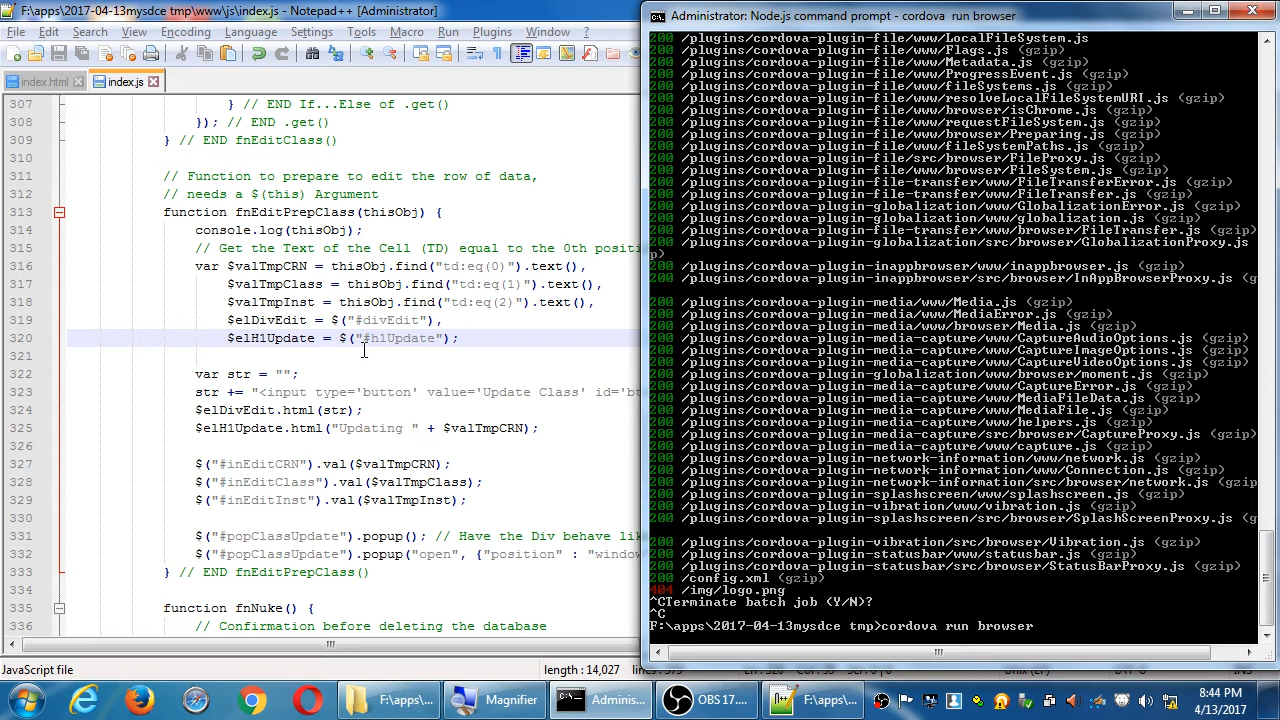 F:\apps\2017-04-13mysdce tmp\www\js\index.js - Notepad++ [Administrator]
File Edit Search View Encoding Language Settings Tools Macro Run Plugins Window ?
index.html index.js
307 } // END If...Else of .get()
308 }); // END .get()
309 } // END fnEditClass()
310
311 // Function to prepare to edit the row of data,
312 // needs a $(this) Argument
313 function fnEditPrepClass(thisObj) {
314 console.log(thisObj);
315 // Get the Text of the Cell (TD) equal to the 0th positi
316 var $valTmpCRN = thisObj.find("td:eq(0)").text(),
317 $valTmpClass = thisObj.find("td:eq(1)").text(),
318 $valTmpInst = thisObj.find("td:eq(2)").text(),
319 $elDivEdit = $("#divEdit"),
320 $elH1Update = $("#h1Update");
321
322 var str = "";
323 str += "<input type='button' value='Update Class' id='bu
324 $elDivEdit.html(str);
325 $elH1Update.html("Updating " + $valTmpCRN);
326
327 $("#inEditCRN").val($valTmpCRN);
328 $("#inEditClass").val($valTmpClass);
329 $("#inEditInst").val($valTmpInst);
330
331 $("#popClassUpdate").popup(); // Have the Div behave lik
332 $("#popClassUpdate").popup("open", {"position" : "window
333 } // END fnEditPrepClass()
334
335 function fnNuke() {
336 // Confirmation before deleting the database
JavaScript file length : 14,027
Administrator: Node.js command prompt - cordova run browser
200 /plugins/cordova-plugin-file/www/LocalFileSystem.js
200 /plugins/cordova-plugin-file/www/Flags.js (gzip)
200 /plugins/cordova-plugin-file/www/Metadata.js (gzip)
200 /plugins/cordova-plugin-file/www/ProgressEvent.js (gzip)
200 /plugins/cordova-plugin-file/www/fileSystems.js (gzip)
200 /plugins/cordova-plugin-file/www/resolveLocalFileSystemURI.js (gzip)
200 /plugins/cordova-plugin-file/www/browser/isChrome.js (gzip)
200 /plugins/cordova-plugin-file/www/requestFileSystem.js (gzip)
200 /plugins/cordova-plugin-file/www/browser/Preparing.js (gzip)
200 /plugins/cordova-plugin-file/www/fileSystemPaths.js (gzip)
200 /plugins/cordova-plugin-file/src/browser/FileProxy.js (gzip)
200 /plugins/cordova-plugin-file/www/browser/FileSystem.js (gzip)
200 /plugins/cordova-plugin-file-transfer/www/FileTransferError.js (gzip)
200 /plugins/cordova-plugin-file-transfer/www/FileTransfer.js (gzip)
200 /plugins/cordova-plugin-globalization/www/GlobalizationError.js (gzip)
200 /plugins/cordova-plugin-globalization/www/globalization.js (gzip)
200 /plugins/cordova-plugin-file-transfer/www/browser/FileTransfer.js (gzip)
200 /plugins/cordova-plugin-globalization/src/browser/GlobalizationProxy.js (gzi
p)
200 /plugins/cordova-plugin-inappbrowser/www/inappbrowser.js (gzip)
200 /plugins/cordova-plugin-inappbrowser/src/browser/InAppBrowserProxy.js (gzip)
200 /plugins/cordova-plugin-media/www/Media.js (gzip)
200 /plugins/cordova-plugin-media/www/MediaError.js (gzip)
200 /plugins/cordova-plugin-media/www/browser/Media.js (gzip)
200 /plugins/cordova-plugin-media-capture/www/CaptureAudioOptions.js (gzip)
200 /plugins/cordova-plugin-media-capture/www/CaptureImageOptions.js (gzip)
200 /plugins/cordova-plugin-media-capture/www/CaptureVideoOptions.js (gzip)
200 /plugins/cordova-plugin-globalization/www/browser/moment.js (gzip)
200 /plugins/cordova-plugin-media-capture/www/CaptureError.js (gzip)
200 /plugins/cordova-plugin-media-capture/www/MediaFileData.js (gzip)
200 /plugins/cordova-plugin-media-capture/www/MediaFile.js (gzip)
200 /plugins/cordova-plugin-media-capture/www/helpers.js (gzip)
200 /plugins/cordova-plugin-media-capture/src/browser/CaptureProxy.js (gzip)
200 /plugins/cordova-plugin-media-capture/www/capture.js (gzip)
200 /plugins/cordova-plugin-network-information/www/network.js (gzip)
200 /plugins/cordova-plugin-network-information/www/Connection.js (gzip)
200 /plugins/cordova-plugin-network-information/src/browser/network.js (gzip)
200 /plugins/cordova-plugin-splashscreen/www/splashscreen.js (gzip)
200 /plugins/cordova-plugin-vibration/www/vibration.js (gzip)
200 /plugins/cordova-plugin-splashscreen/src/browser/SplashScreenProxy.js (g
200 /plugins/cordova-plugin-vibration/src/browser/Vibration.js (gzip)
200 /plugins/cordova-plugin-statusbar/www/statusbar.js (gzip)
200 /plugins/cordova-plugin-statusbar/src/browser/StatusBarProxy.js (gzip)
200 /config.xml (gzip)
404 /img/logo.png
^CTerminate batch job (Y/N)?
^C
F:\apps\2017-04-13mysdce tmp>cordova run browser
F:\apps\... Magnifier Adminis... OBS 17.... F:\apps\... 8:44 PM
4/13/2017